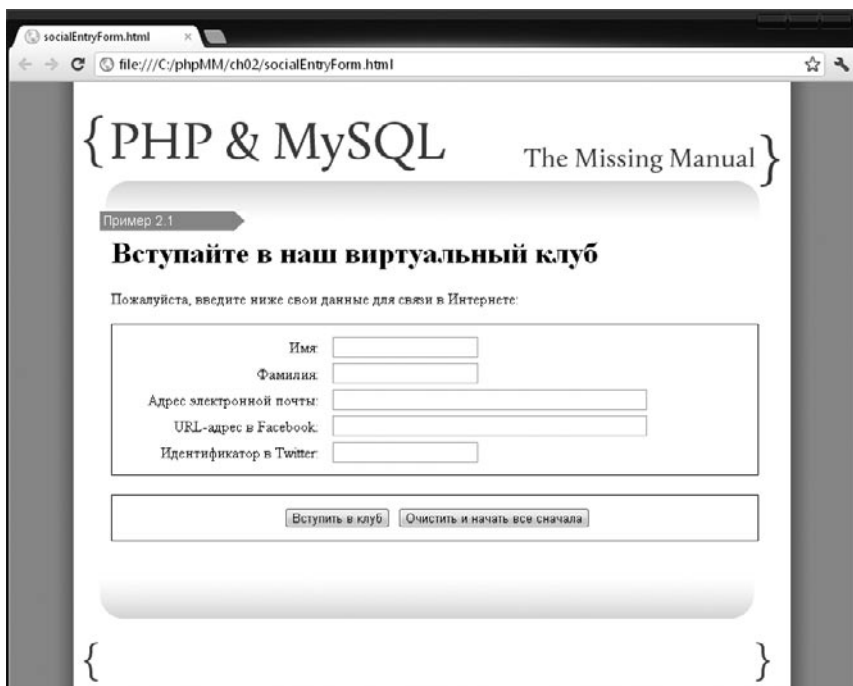 socialEntryForm.html ×
file:///C:/phpMM/ch02/socialEntryForm.html
{PHP & MySQL The Missing Manual}
Пример 2.1
Вступайте в наш виртуальный клуб
Пожалуйста, введите ниже свои данные для связи в Интернете:
Имя:
Фамилия:
Адрес электронной почты:
URL-адрес в Facebook:
Идентификатор в Twitter:
Вступить в клуб Очистить и начать все сначала
{ }